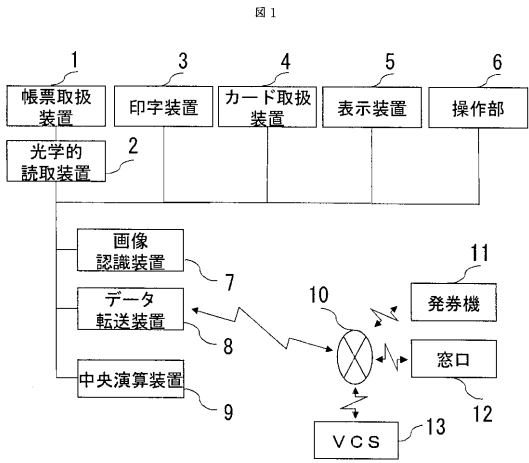 図1
1
3
4
5
6
帳票取扱
装置
印字装置
カード取扱
装置
表示装置
操作部
光学的
読取装置
2
画像
認識装置
7
データ
転送装置
8
中央演算装置
9
10
11
発券機
窓口
12
VCS
13